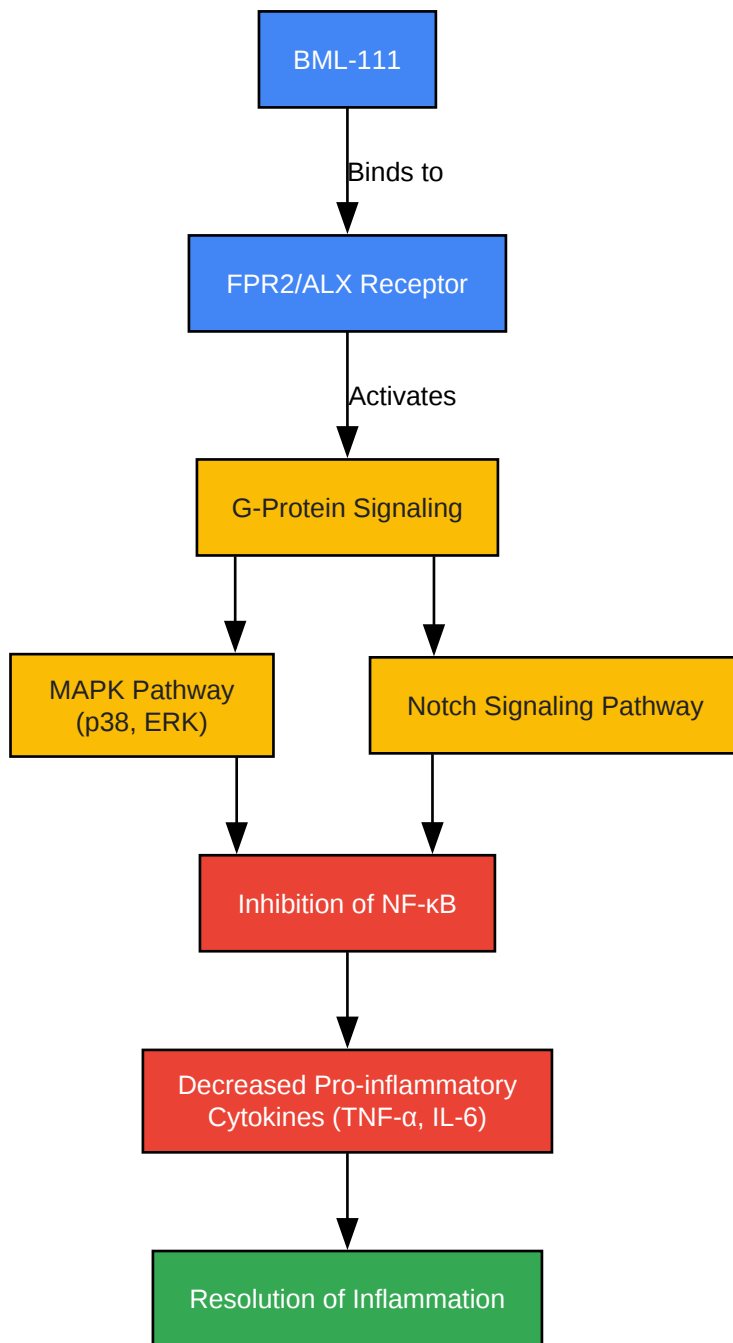 BML-111
Binds to
FPR2/ALX Receptor
Activates
G-Protein Signaling
MAPK Pathway
(p38, ERK)
Notch Signaling Pathway
Inhibition of NF-κB
Decreased Pro-inflammatory
Cytokines (TNF-α, IL-6)
Resolution of Inflammation